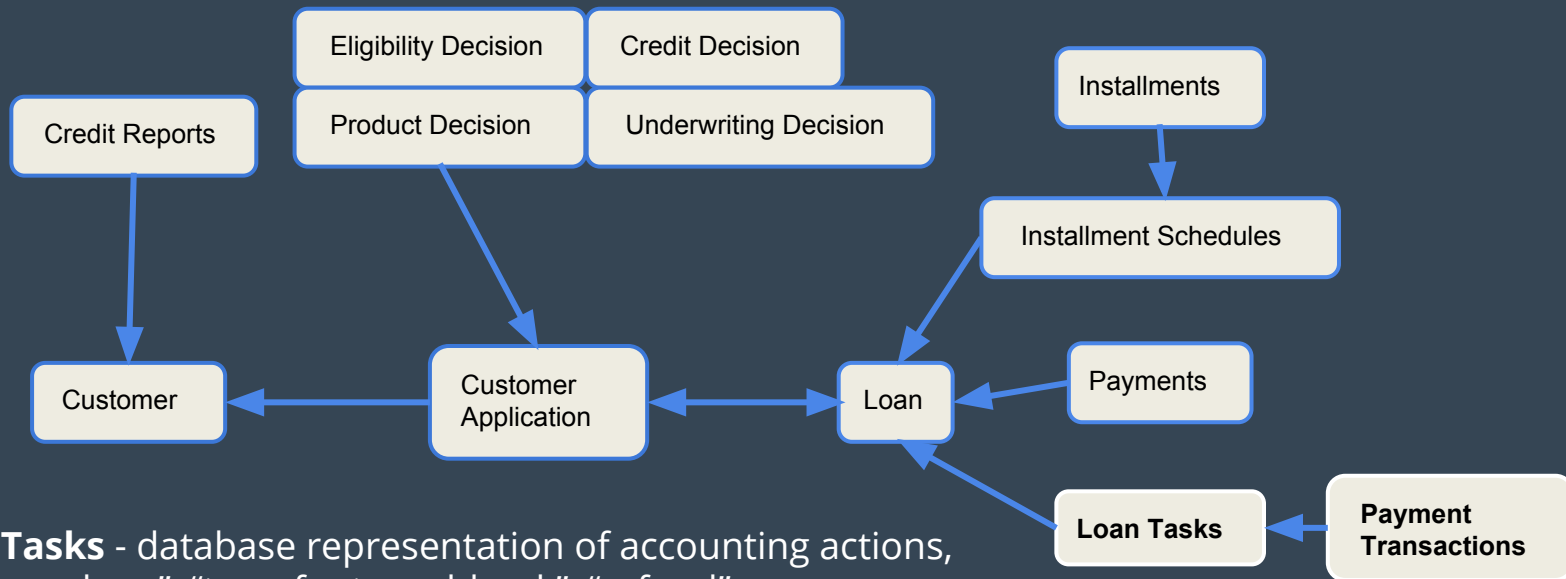 Eligibility Decision
Credit Decision
Product Decision
Underwriting Decision
Credit Reports
Installments
Installment Schedules
Customer
Customer
Application
Loan
Payments
Loan Tasks
Payment
Transactions
Tasks - database representation of accounting actions,